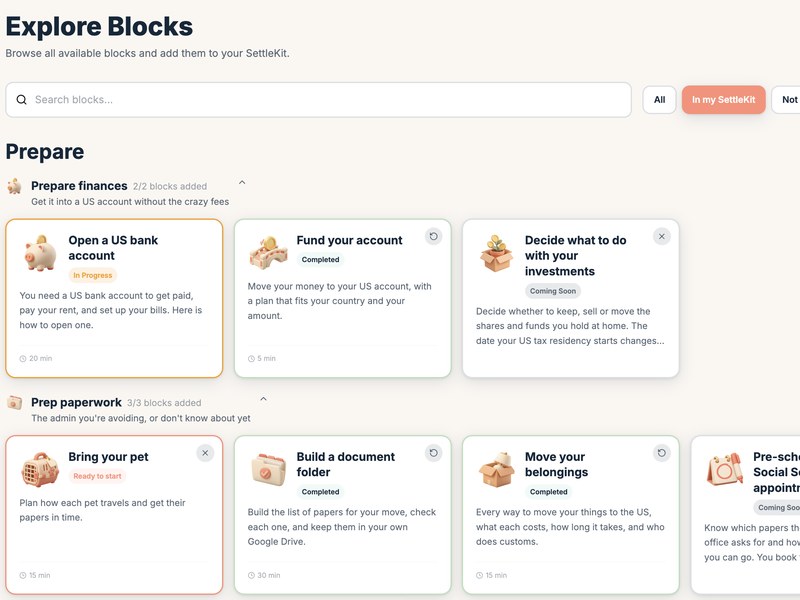 Explore Blocks
Browse all available blocks and add them to your SettleKit.
Search blocks...
All
In my SettleKit
Not
Prepare
Prepare finances 2/2 blocks added
Get it into a US account without the crazy fees
Open a US bank
account
In Progress
You need a US bank account to get paid,
pay your rent, and set up your bills. Here is
how to open one.
20 min
Fund your account
Completed
Move your money to your US account, with
a plan that fits your country and your
amount.
5 min
Decide what to do
with your
investments
Coming Soon
Decide whether to keep, sell or move the
shares and funds you hold at home. The
date your US tax residency starts changes...
Prep paperwork 3/3 blocks added
The admin you're avoiding, or don't know about yet
Bring your pet
Ready to start
Plan how each pet travels and get their
papers in time.
15 min
Build a document
folder
Completed
Build the list of papers for your move, check
each one, and keep them in your own
Google Drive.
30 min
Move your
belongings
Completed
Every way to move your things to the US,
what each costs, how long it takes, and who
does customs.
15 min
Pre-sche
Social S
appointr
Coming Soo
Know which papers th
office asks for and how
you can go. You book